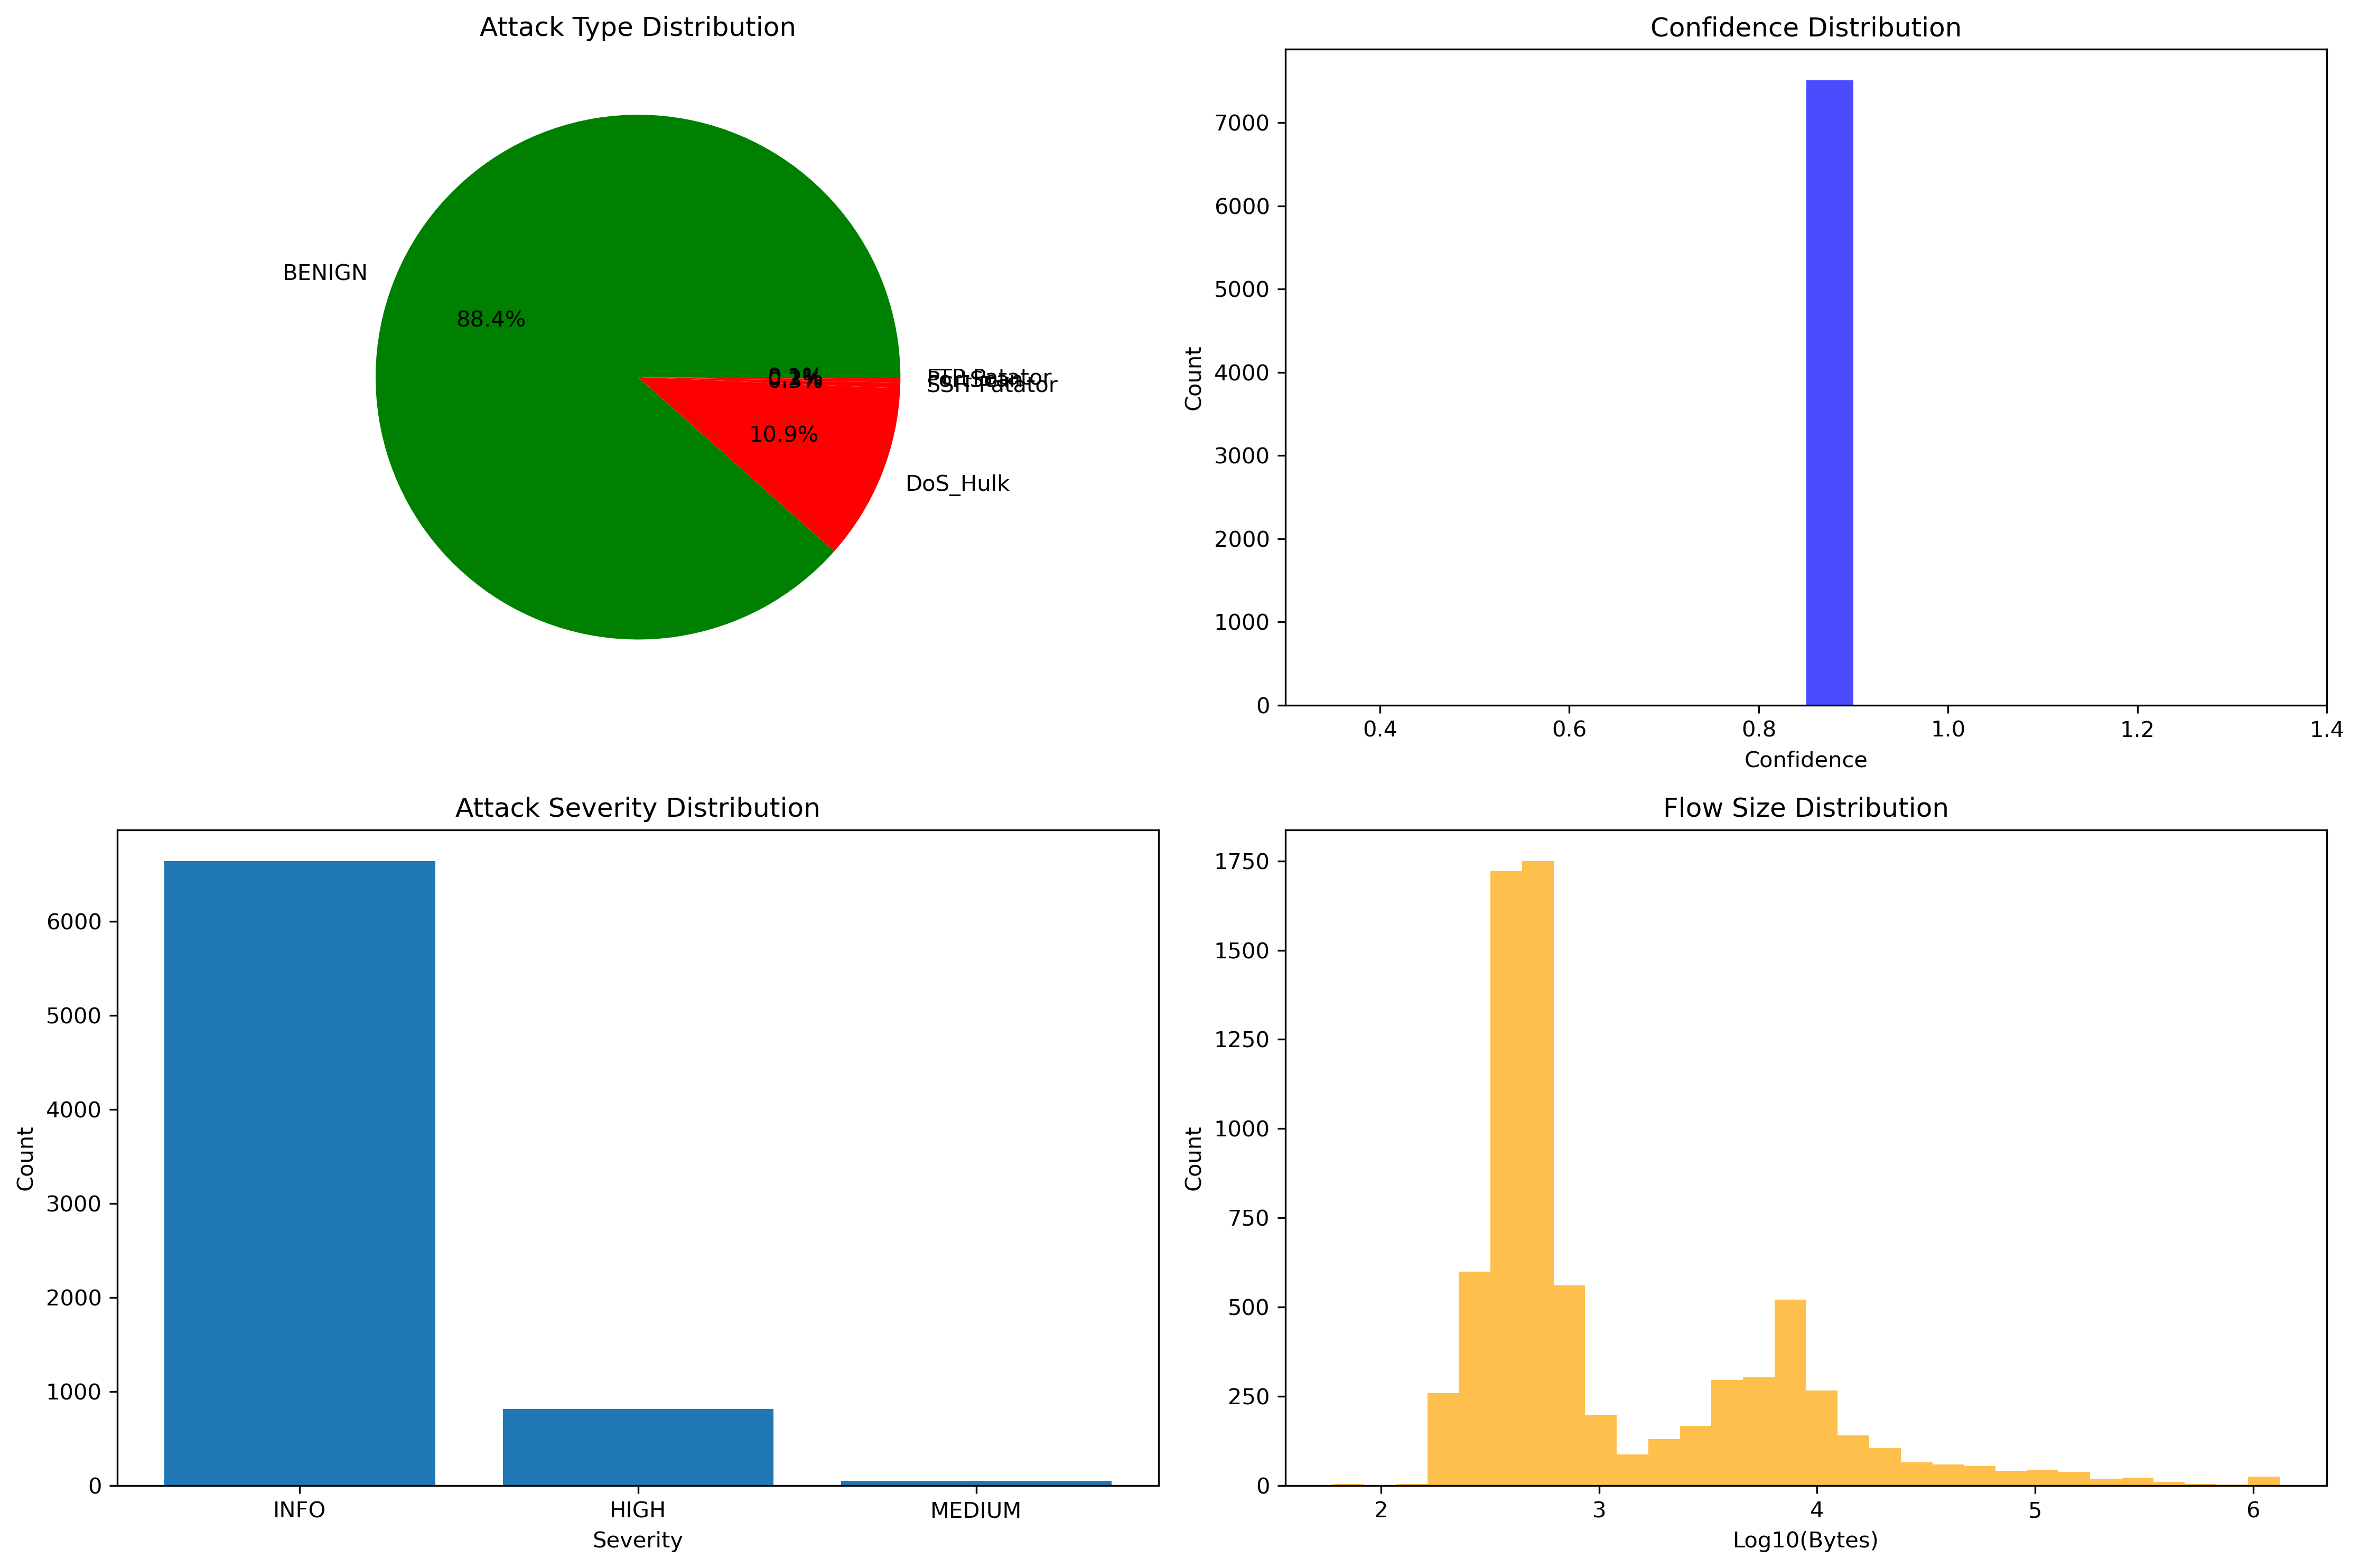 Attack Type Distribution
BENIGN
88.4%
10.9%
DoS_Hulk
SSH-Patator
Confidence Distribution
Count
7000
6000
5000
4000
3000
2000
1000
0
0.4
0.6
0.8
1.0
1.2
1.4
Confidence
Attack Severity Distribution
Count
6000
5000
4000
3000
2000
1000
0
INFO
HIGH
MEDIUM
Severity
Flow Size Distribution
Count
1750
1500
1250
1000
750
500
250
0
2
3
4
5
6
Log10(Bytes)